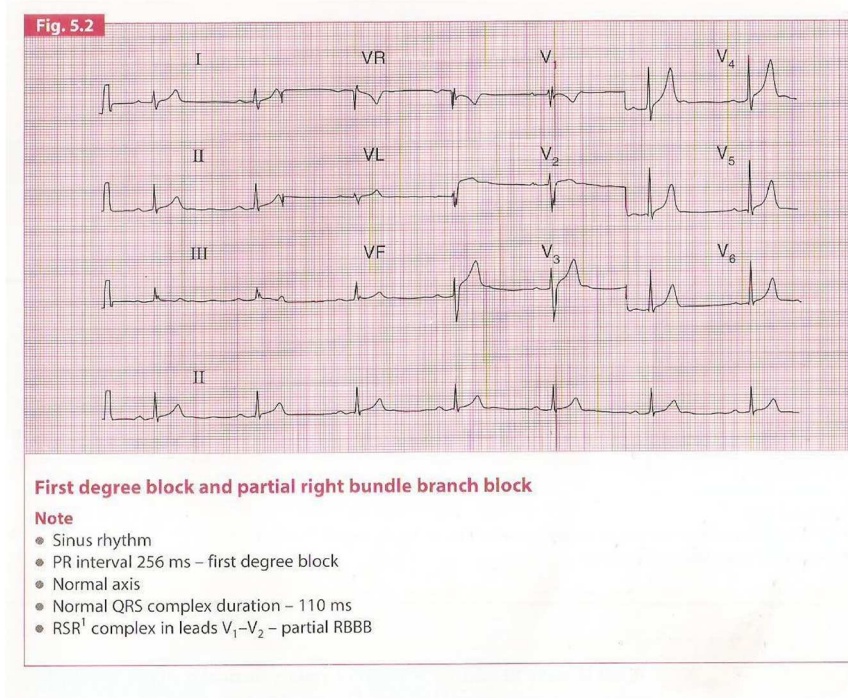 Fig. 5.2
I VR V₁ V₄
II VL V₂ V₅
III VF V₃ V₆
II
First degree block and partial right bundle branch block
Note
● Sinus rhythm
● PR interval 256 ms – first degree block
● Normal axis
● Normal QRS complex duration – 110 ms
● RSR¹ complex in leads V₁–V₂ – partial RBBB